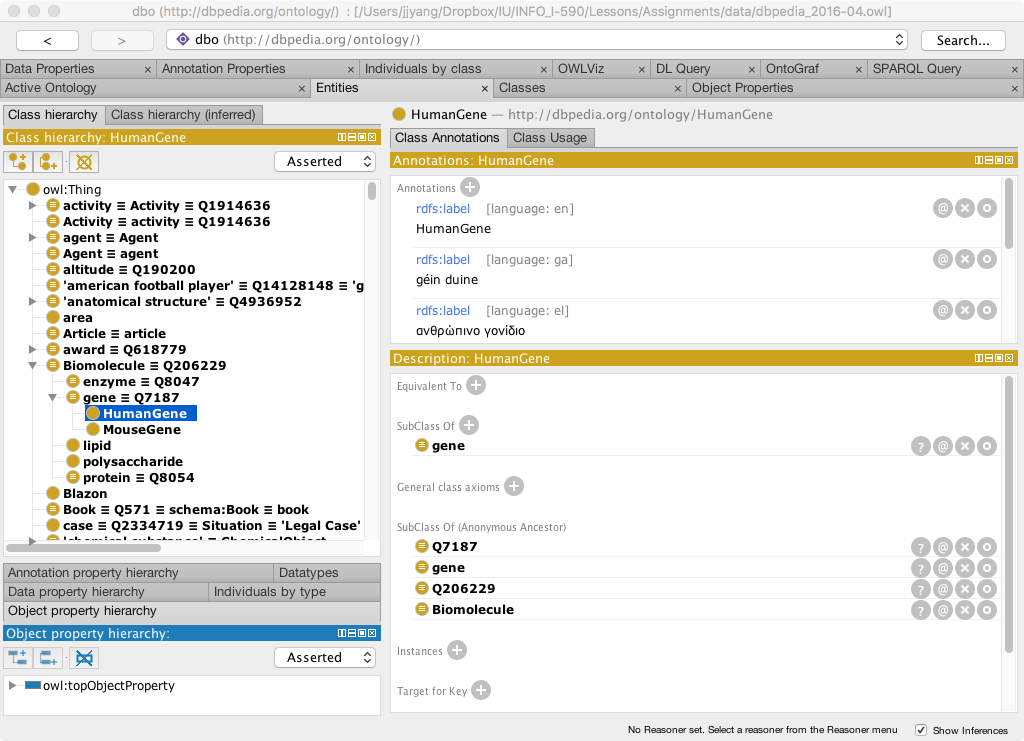 dbo (http://dbpedia.org/ontology/) : [/Users/jjyang/Dropbox/IU/INFO_I-590/Lessons/Assignments/data/dbpedia_2016-04.owl]
< > dbo (http://dbpedia.org/ontology/) Search...
Data Properties × Annotation Properties × Individuals by class × OWLViz × DL Query × OntoGraf × SPARQL Query ×
Active Ontology × Entities × Classes × Object Properties ×
Class hierarchy Class hierarchy (inferred)
Class hierarchy: HumanGene
Asserted
owl:Thing
activity ≡ Activity ≡ Q1914636
Activity ≡ activity ≡ Q1914636
agent ≡ Agent
Agent ≡ agent
altitude ≡ Q190200
'american football player' ≡ Q14128148 ≡ 'g
'anatomical structure' ≡ Q4936952
area
Article ≡ article
award ≡ Q618779
Biomolecule ≡ Q206229
enzyme ≡ Q8047
gene ≡ Q7187
HumanGene
MouseGene
lipid
polysaccharide
protein ≡ Q8054
Blazon
Book ≡ Q571 ≡ schema:Book ≡ book
case ≡ Q2334719 ≡ Situation ≡ 'Legal Case'
'chemical substance' ≡ ChemicalObject
Annotation property hierarchy Datatypes
Data property hierarchy Individuals by type
Object property hierarchy
Object property hierarchy:
Asserted
owl:topObjectProperty
HumanGene — http://dbpedia.org/ontology/HumanGene
Class Annotations Class Usage
Annotations: HumanGene
Annotations
rdfs:label [language: en]
HumanGene
rdfs:label [language: ga]
géin duine
rdfs:label [language: el]
ανθρώπινο γονίδιο
Description: HumanGene
Equivalent To
SubClass Of
gene
General class axioms
SubClass Of (Anonymous Ancestor)
Q7187
gene
Q206229
Biomolecule
Instances
Target for Key
No Reasoner set. Select a reasoner from the Reasoner menu Show Inferences